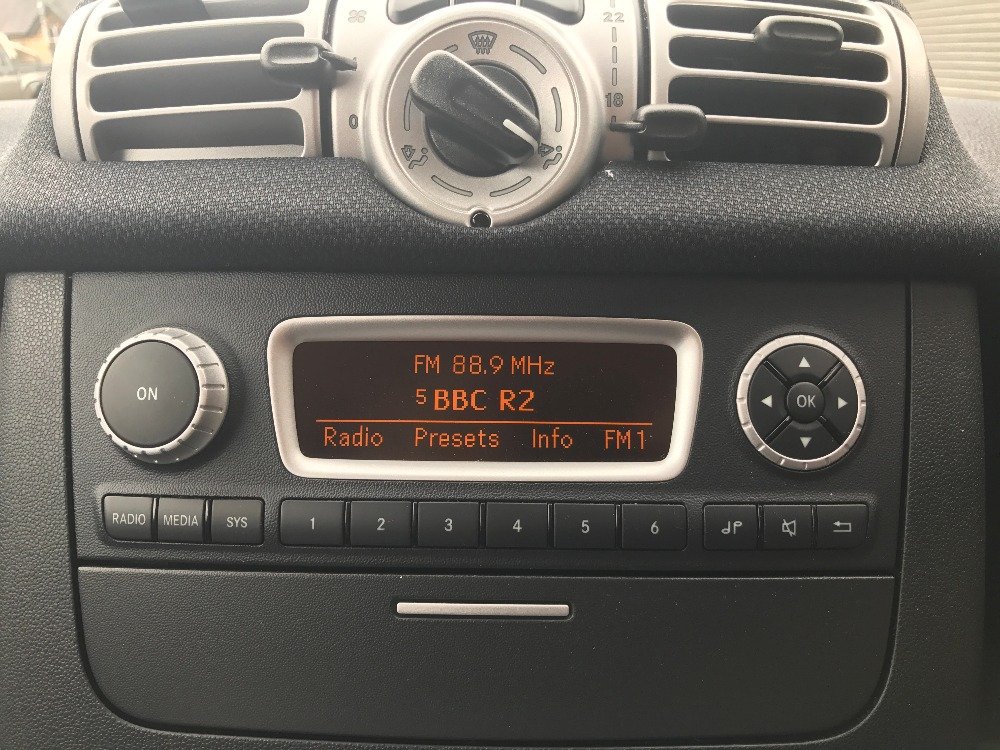 22
18
0
ON
FM 88.9 MHz
5 BBC R2
Radio Presets Info FM1
OK
RADIO MEDIA SYS 1 2 3 4 5 6